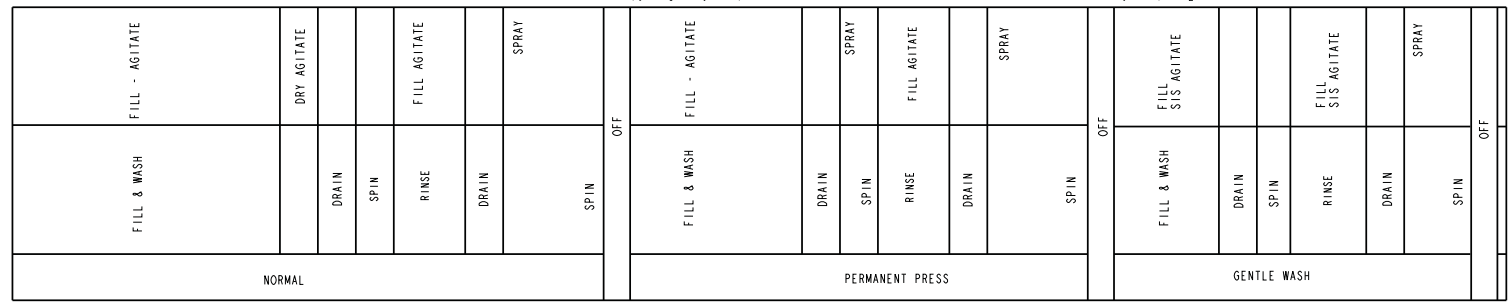 FILL - AGITATE
DRY AGITATE
FILL AGITATE
SPRAY
OFF
FILL - AGITATE
SPRAY
FILL AGITATE
SPRAY
OFF
FILL
SIS AGITATE
FILL
SIS AGITATE
SPRAY
OFF
FILL & WASH
DRAIN
SPIN
RINSE
DRAIN
SPIN
FILL & WASH
DRAIN
SPIN
RINSE
DRAIN
SPIN
FILL & WASH
DRAIN
SPIN
RINSE
DRAIN
SPIN
NORMAL
PERMANENT PRESS
GENTLE WASH